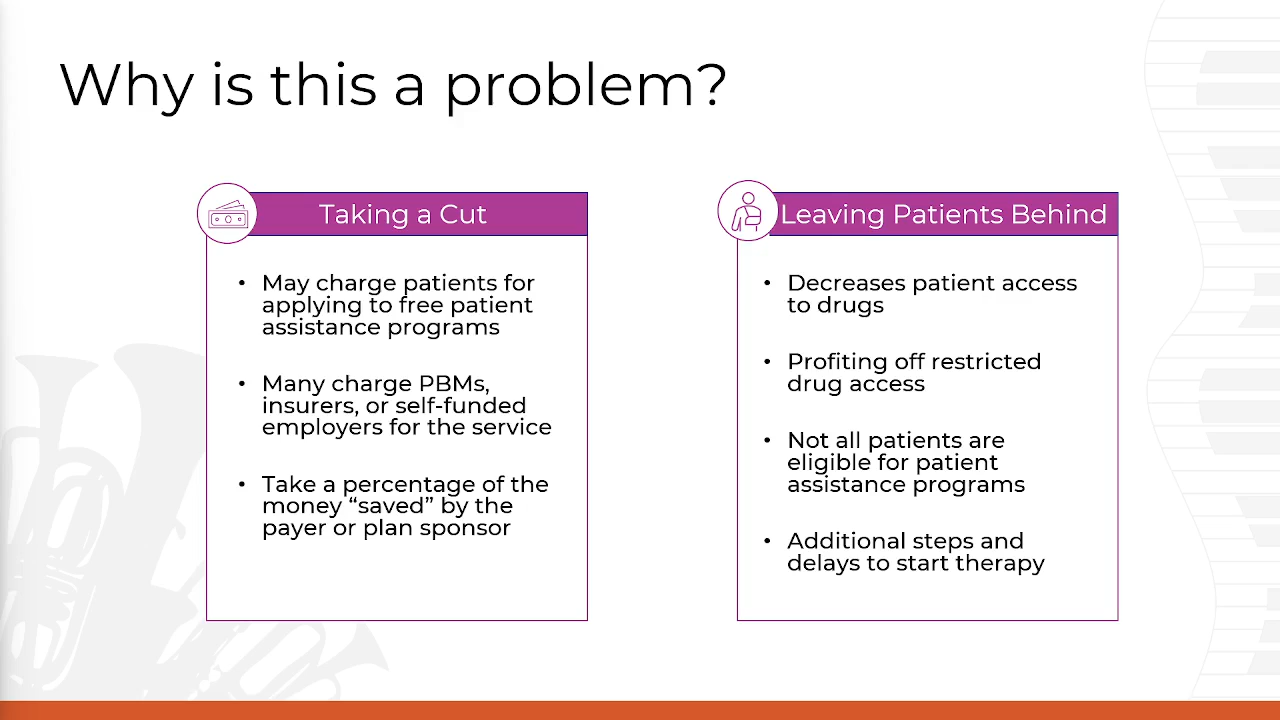 Why is this a problem?
Taking a Cut
• May charge patients for
applying to free patient
assistance programs
• Many charge PBMs,
insurers, or self-funded
employers for the service
• Take a percentage of the
money “saved” by the
payer or plan sponsor
Leaving Patients Behind
• Decreases patient access
to drugs
• Profiting off restricted
drug access
• Not all patients are
eligible for patient
assistance programs
• Additional steps and
delays to start therapy